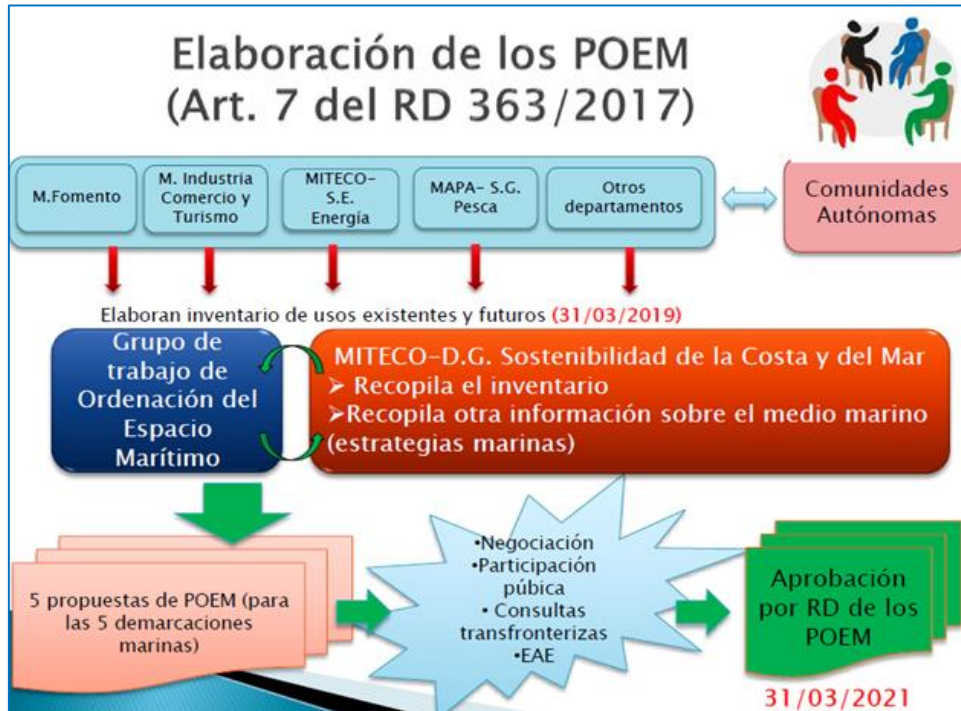 Elaboración de los POEM
(Art. 7 del RD 363/2017)
M.Fomento
M. Industria
Comercio y
Turismo
MITECO-
S.E.
Energía
MAPA- S.G.
Pesca
Otros
departamentos
Comunidades
Autónomas
Elaboran inventario de usos existentes y futuros (31/03/2019)
Grupo de
trabajo de
Ordenación del
Espacio
Marítimo
MITECO-D.G. Sostenibilidad de la Costa y del Mar
➢ Recopila el inventario
➢Recopila otra información sobre el medio marino
(estrategias marinas)
5 propuestas de POEM (para
las 5 demarcaciones
marinas)
•Negociación
•Participación
púbica
• Consultas
transfronterizas
•EAE
Aprobación
por RD de los
POEM
31/03/2021